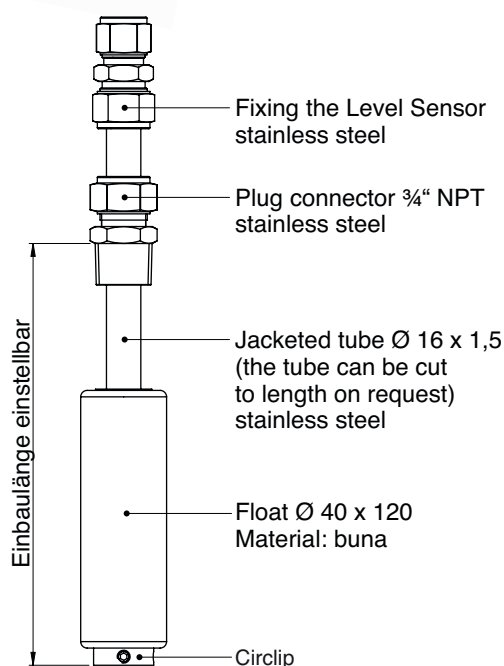 Fixing the Level Sensor
stainless steel
Plug connector ¾“ NPT
stainless steel
Jacketed tube Ø 16 x 1,5
(the tube can be cut
to length on request)
stainless steel
Einbaulänge einstellbar
Float Ø 40 x 120
Material: buna
Circlip